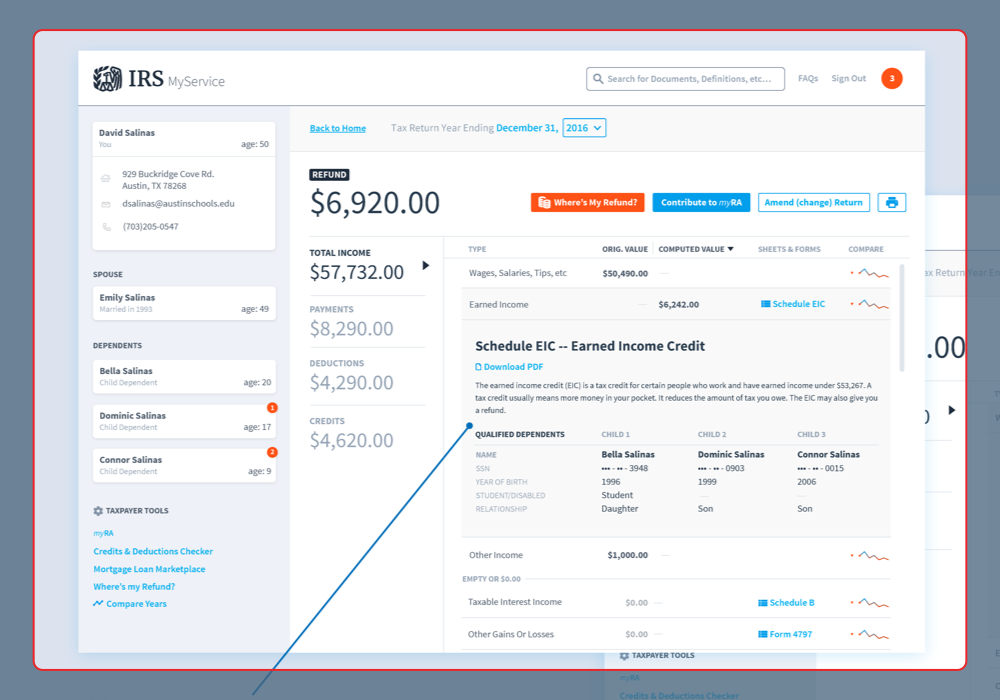 IRS MyService
Search for Documents, Definitions, etc...
FAQs
Sign Out
3
David Salinas
You
age: 50
929 Buckridge Cove Rd.
Austin, TX 78268
dsalinas@austinschools.edu
(703)205-0547
SPOUSE
Emily Salinas
Married in 1993
age: 49
DEPENDENTS
Bella Salinas
Child Dependent
age: 20
1
Dominic Salinas
Child Dependent
age: 17
2
Connor Salinas
Child Dependent
age: 9
TAXPAYER TOOLS
myRA
Credits & Deductions Checker
Mortgage Loan Marketplace
Where's my Refund?
Compare Years
Back to Home
Tax Return Year Ending December 31, 2016
REFUND
$6,920.00
Where's My Refund?
Contribute to myRA
Amend (change) Return
TOTAL INCOME
$57,732.00
PAYMENTS
$8,290.00
DEDUCTIONS
$4,290.00
CREDITS
$4,620.00
TYPE ORIG. VALUE COMPUTED VALUE SHEETS & FORMS COMPARE
Wages, Salaries, Tips, etc $50,490.00 —
Earned Income — $6,242.00 Schedule EIC
Schedule EIC -- Earned Income Credit
Download PDF
The earned income credit (EIC) is a tax credit for certain people who work and have earned income under $53,267. A
tax credit usually means more money in your pocket. It reduces the amount of tax you owe. The EIC may also give you
a refund.
QUALIFIED DEPENDENTS CHILD 1 CHILD 2 CHILD 3
NAME Bella Salinas Dominic Salinas Connor Salinas
SSN ••• - •• - 3948 ••• - •• - 0903 ••• - •• - 0015
YEAR OF BIRTH 1996 1999 2006
STUDENT/DISABLED Student — —
RELATIONSHIP Daughter Son Son
Other Income $1,000.00 —
EMPTY OR $0.00
Taxable Interest Income $0.00 — Schedule B
Other Gains Or Losses $0.00 — Form 4797
ax Return Year En
.00
TAXPAYER TOOLS
myRA
Credits & Deductions Checker